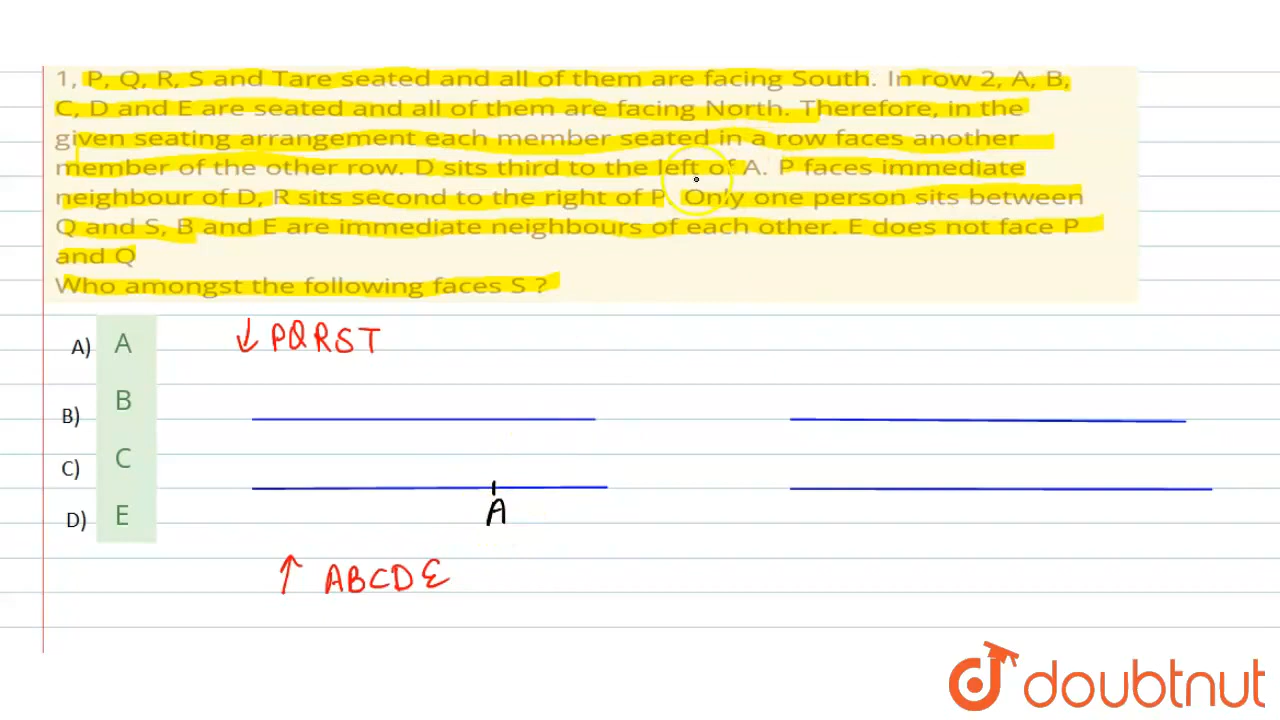 1, P, Q, R, S and Tare seated and all of them are facing South. In row 2, A, B,
C, D and E are seated and all of them are facing North. Therefore, in the
given seating arrangement each member seated in a row faces another
member of the other row. D sits third to the left of A. P faces immediate
neighbour of D, R sits second to the right of P. Only one person sits between
Q and S, B and E are immediate neighbours of each other. E does not face P
and Q
Who amongst the following faces S ?
A) A
↓ PQRST
B) B
C) C
D) E
A
↑ ABCDE
doubtnut